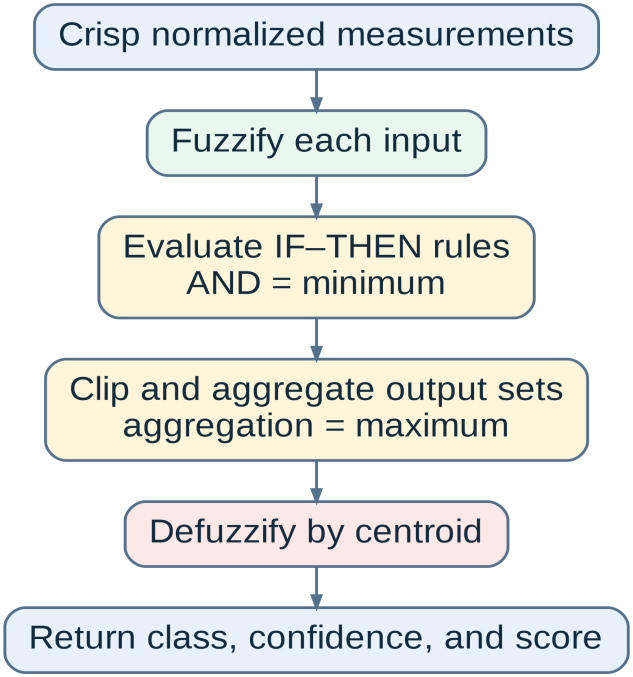 Crisp normalized measurements
Fuzzify each input
Evaluate IF–THEN rules
AND = minimum
Clip and aggregate output sets
aggregation = maximum
Defuzzify by centroid
Return class, confidence, and score